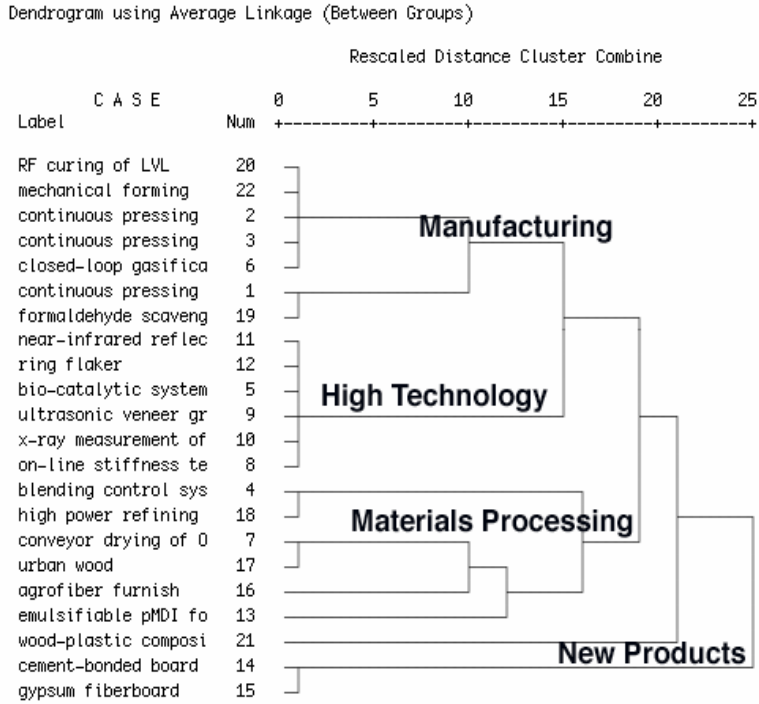 Dendrogram using Average Linkage (Between Groups)
Rescaled Distance Cluster Combine
C A S E 0 5 10 15 20 25
Label Num +---------+---------+---------+---------+---------+
RF curing of LVL 20
mechanical forming 22
continuous pressing 2
Manufacturing
continuous pressing 3
closed-loop gasifica 6
continuous pressing 1
formaldehyde scaveng 19
near-infrared reflec 11
ring flaker 12
bio-catalytic system 5
High Technology
ultrasonic veneer gr 9
x-ray measurement of 10
on-line stiffness te 8
blending control sys 4
high power refining 18
Materials Processing
conveyor drying of O 7
urban wood 17
agrofiber furnish 16
emulsifiable pMDI fo 13
wood-plastic composi 21
New Products
cement-bonded board 14
gypsum fiberboard 15